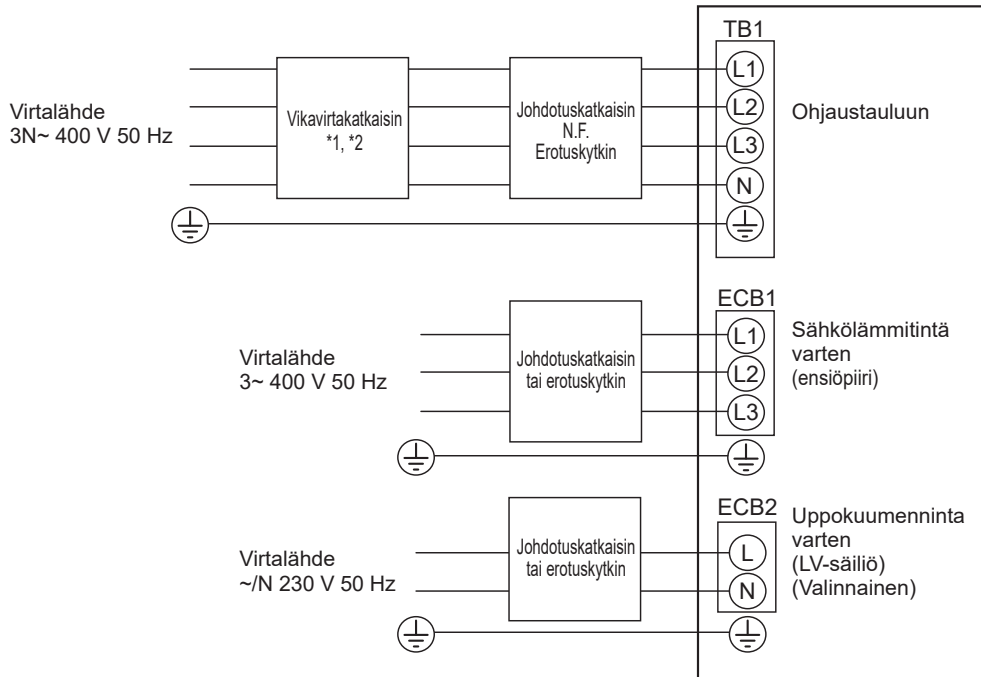 TB1
Virtalähde
3N~ 400 V 50 Hz
Vikavirtakatkaisin
*1, *2
Johdotuskatkaisin
N.F.
Erotuskytkin
L1
L2
L3
N
Ohjaustauluun
ECB1
Virtalähde
3~ 400 V 50 Hz
Johdotuskatkaisin
tai erotuskytkin
L1
L2
L3
Sähkölämmitintä
varten
(ensiöpiiri)
ECB2
Virtalähde
~/N 230 V 50 Hz
Johdotuskatkaisin
tai erotuskytkin
L
N
Uppokuumenninta
varten
(LV-säiliö)
(Valinnainen)